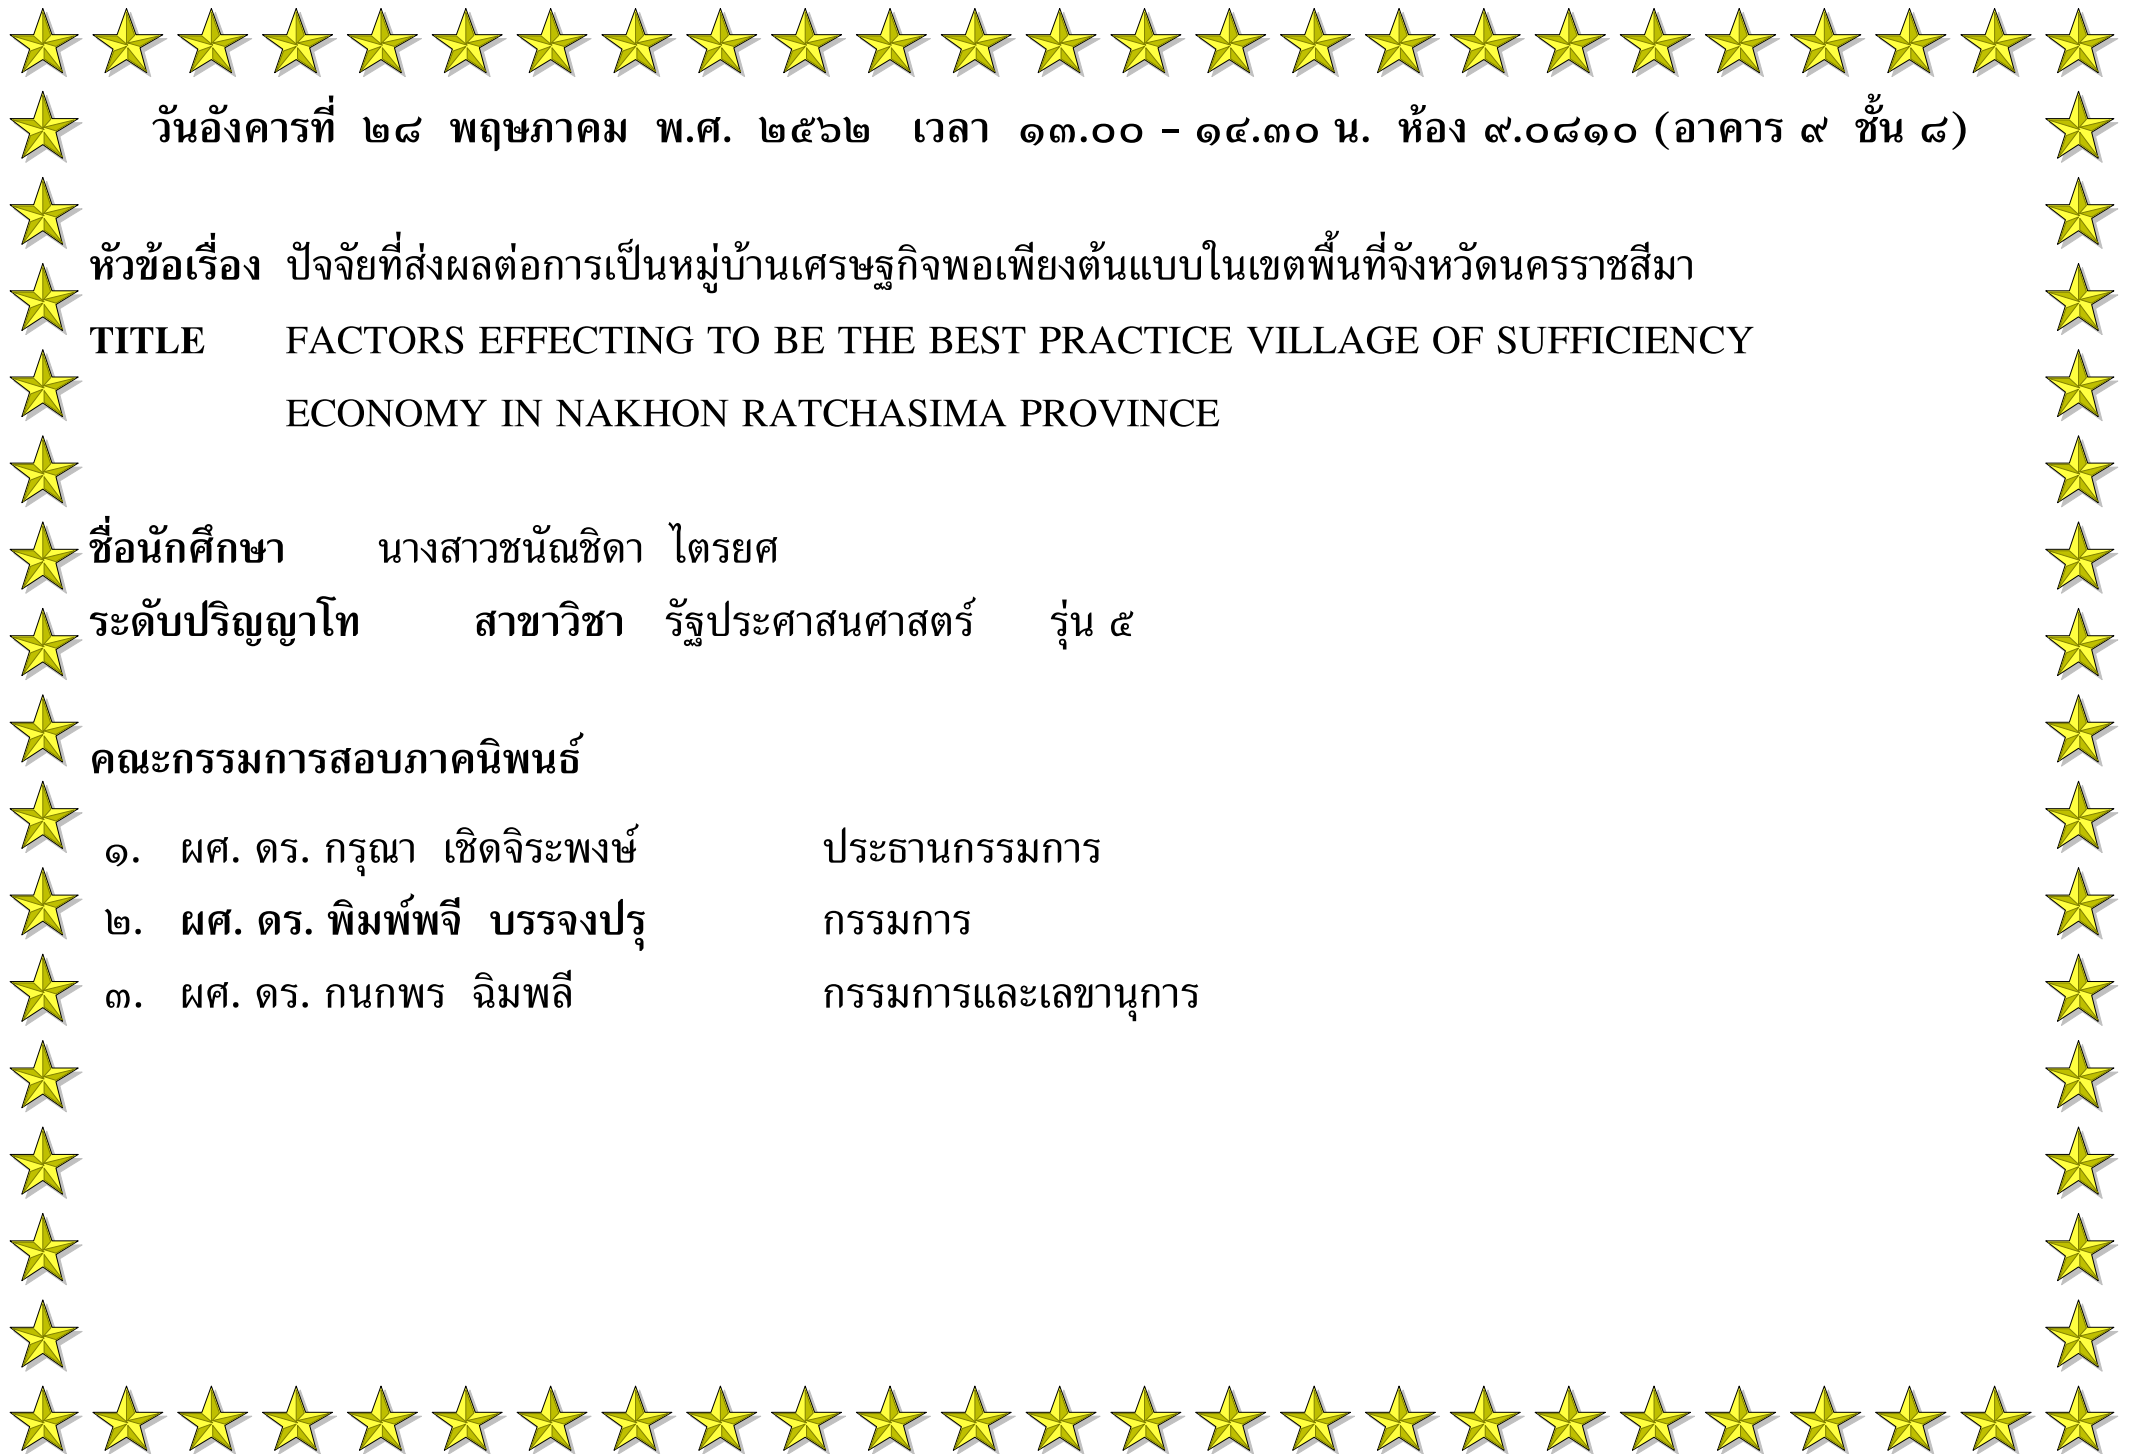 วันอังคารที่ ๒๘ พฤษภาคม พ.ศ. ๒๕๖๒ เวลา ๑๓.๐๐ – ๑๔.๓๐ น. ห้อง ๙.๐๘๑๐ (อาคาร ๙ ชั้น ๘)
หัวข้อเรื่อง ปัจจัยที่ส่งผลต่อการเป็นหมู่บ้านเศรษฐกิจพอเพียงต้นแบบในเขตพื้นที่จังหวัดนครราชสีมา
TITLE FACTORS EFFECTING TO BE THE BEST PRACTICE VILLAGE OF SUFFICIENCY
ECONOMY IN NAKHON RATCHASIMA PROVINCE
ชื่อนักศึกษา นางสาวชนัณชิดา ไตรยศ
ระดับปริญญาโท สาขาวิชา รัฐประศาสนศาสตร์ รุ่น ๕
คณะกรรมการสอบภาคนิพนธ์
๑. ผศ. ดร. กรุณา เชิดจิระพงษ์ ประธานกรรมการ
๒. ผศ. ดร. พิมพ์พจี บรรจงปรุ กรรมการ
๓. ผศ. ดร. กนกพร ฉิมพลี กรรมการและเลขานุการ